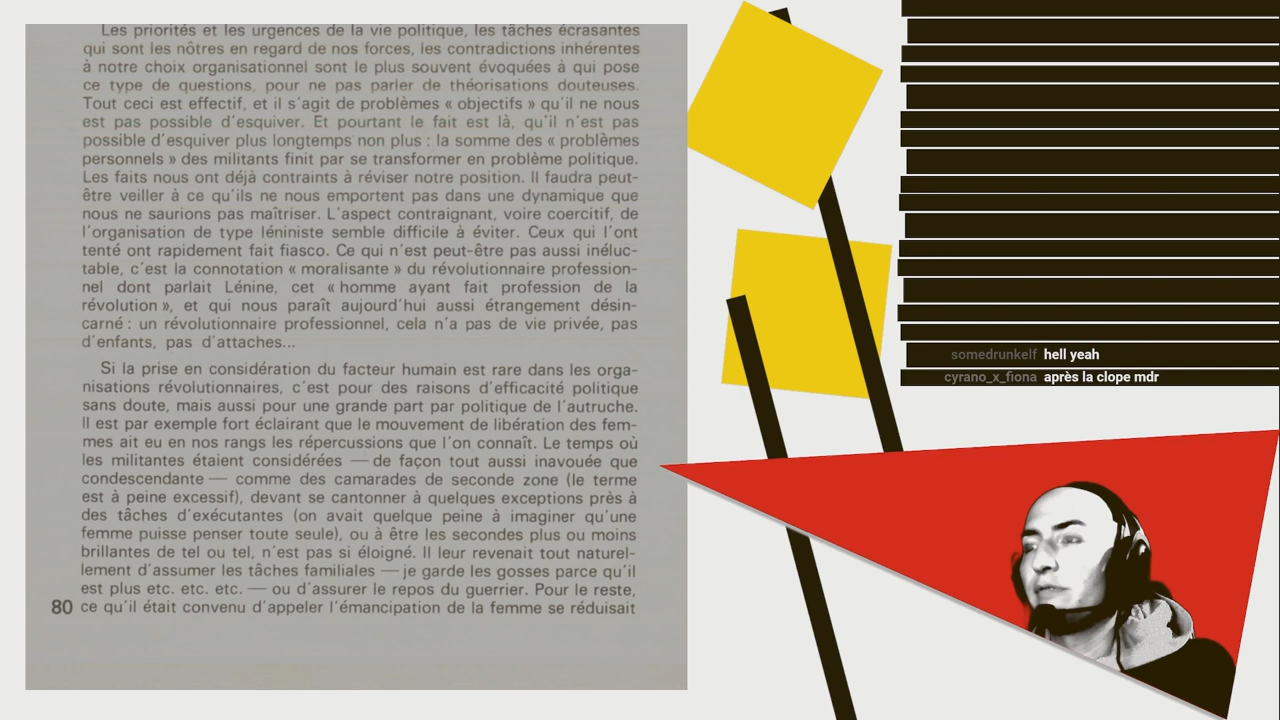 Les priorités et les urgences de la vie politique, les tâches écrasantes
qui sont les nôtres en regard de nos forces, les contradictions inhérentes
à notre choix organisationnel sont le plus souvent évoquées à qui pose
ce type de questions, pour ne pas parler de théorisations douteuses.
Tout ceci est effectif, et il s'agit de problèmes « objectifs » qu'il ne nous
est pas possible d'esquiver. Et pourtant le fait est là, qu'il n'est pas
possible d'esquiver plus longtemps non plus : la somme des « problèmes
personnels » des militants finit par se transformer en problème politique.
Les faits nous ont déjà contraints à réviser notre position. Il faudra peut-
être veiller à ce qu'ils ne nous emportent pas dans une dynamique que
nous ne saurions pas maîtriser. L'aspect contraignant, voire coercitif, de
l'organisation de type léniniste semble difficile à éviter. Ceux qui l'ont
tenté ont rapidement fait fiasco. Ce qui n'est peut-être pas aussi inéluc-
table, c'est la connotation « moralisante » du révolutionnaire profession-
nel dont parlait Lénine, cet « homme ayant fait profession de la
révolution », et qui nous paraît aujourd'hui aussi étrangement désin-
carné : un révolutionnaire professionnel, cela n'a pas de vie privée, pas
d'enfants, pas d'attaches...
Si la prise en considération du facteur humain est rare dans les orga-
nisations révolutionnaires, c'est pour des raisons d'efficacité politique
sans doute, mais aussi pour une grande part par politique de l'autruche.
Il est par exemple fort éclairant que le mouvement de libération des fem-
mes ait eu en nos rangs les répercussions que l'on connaît. Le temps où
les militantes étaient considérées — de façon tout aussi inavouée que
condescendante — comme des camarades de seconde zone (le terme
est à peine excessif), devant se cantonner à quelques exceptions près à
des tâches d'exécutantes (on avait quelque peine à imaginer qu'une
femme puisse penser toute seule), ou à être les secondes plus ou moins
brillantes de tel ou tel, n'est pas si éloigné. Il leur revenait tout naturel-
lement d'assumer les tâches familiales — je garde les gosses parce qu'il
est plus etc. etc. etc. — ou d'assurer le repos du guerrier. Pour le reste,
80 ce qu'il était convenu d'appeler l'émancipation de la femme se réduisait
somedrunkelf hell yeah
cyrano_x_fiona après la clope mdr